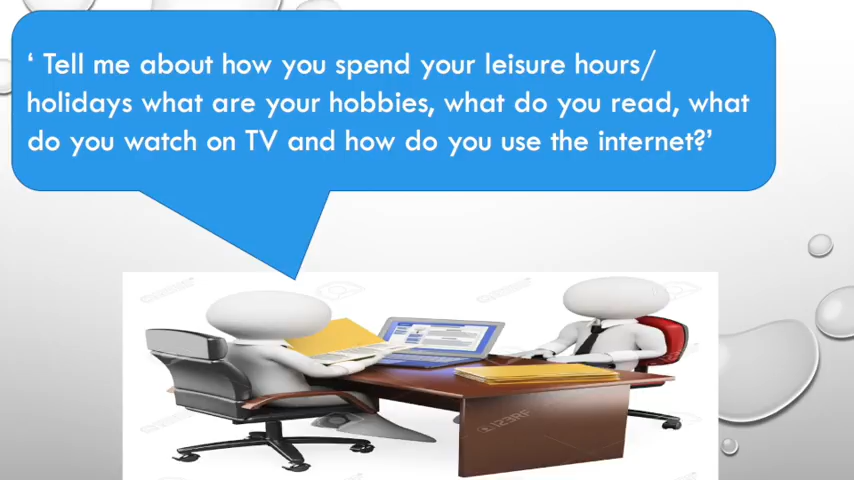 ‘ Tell me about how you spend your leisure hours/
holidays what are your hobbies, what do you read, what
do you watch on TV and how do you use the internet?’
123RF